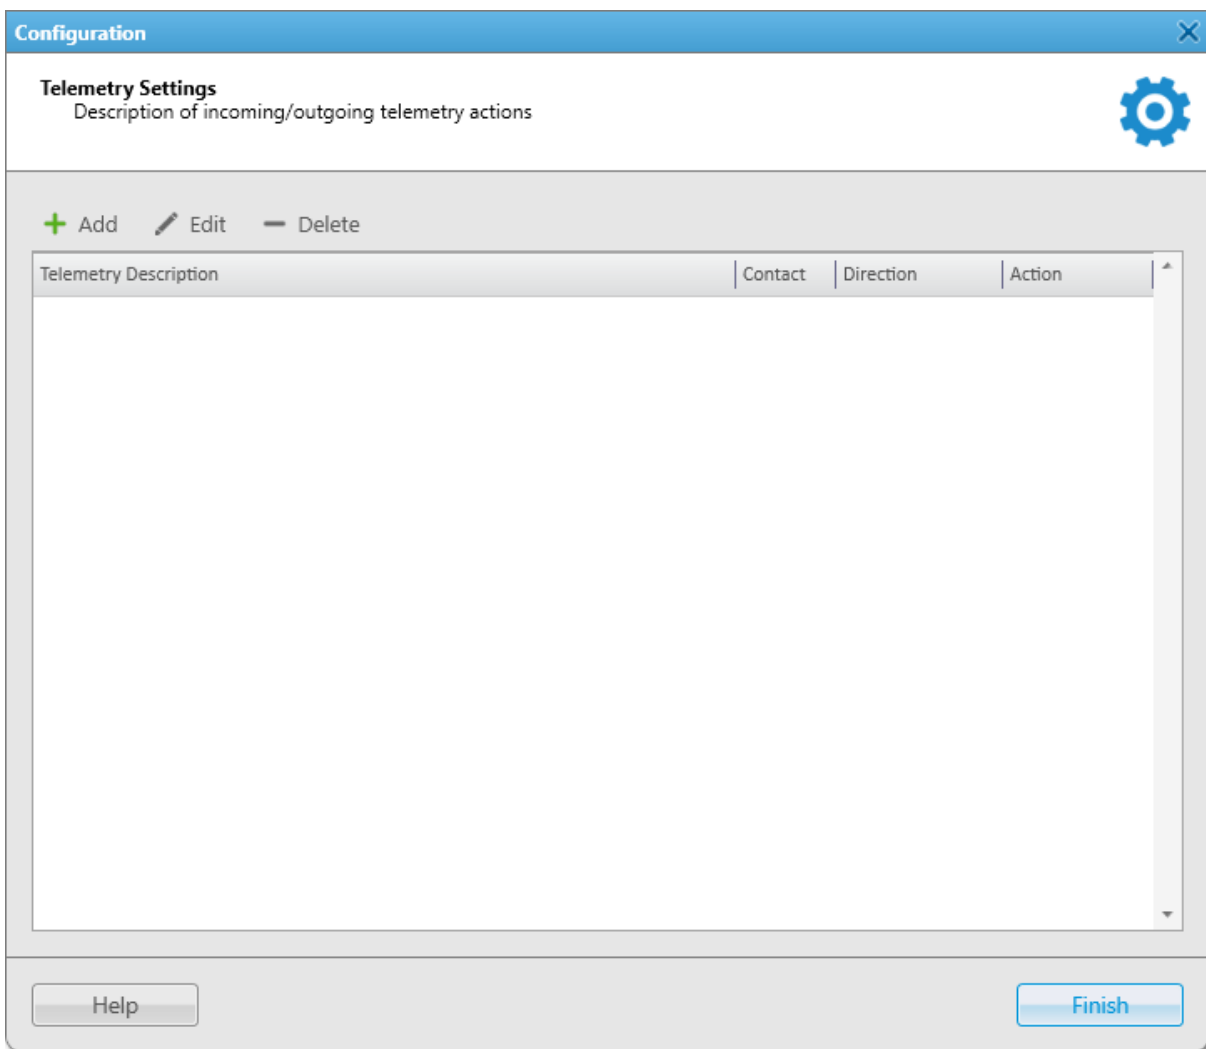 Configuration
Telemetry Settings
Description of incoming/outgoing telemetry actions
Add Edit Delete
Telemetry Description Contact Direction Action
Help Finish